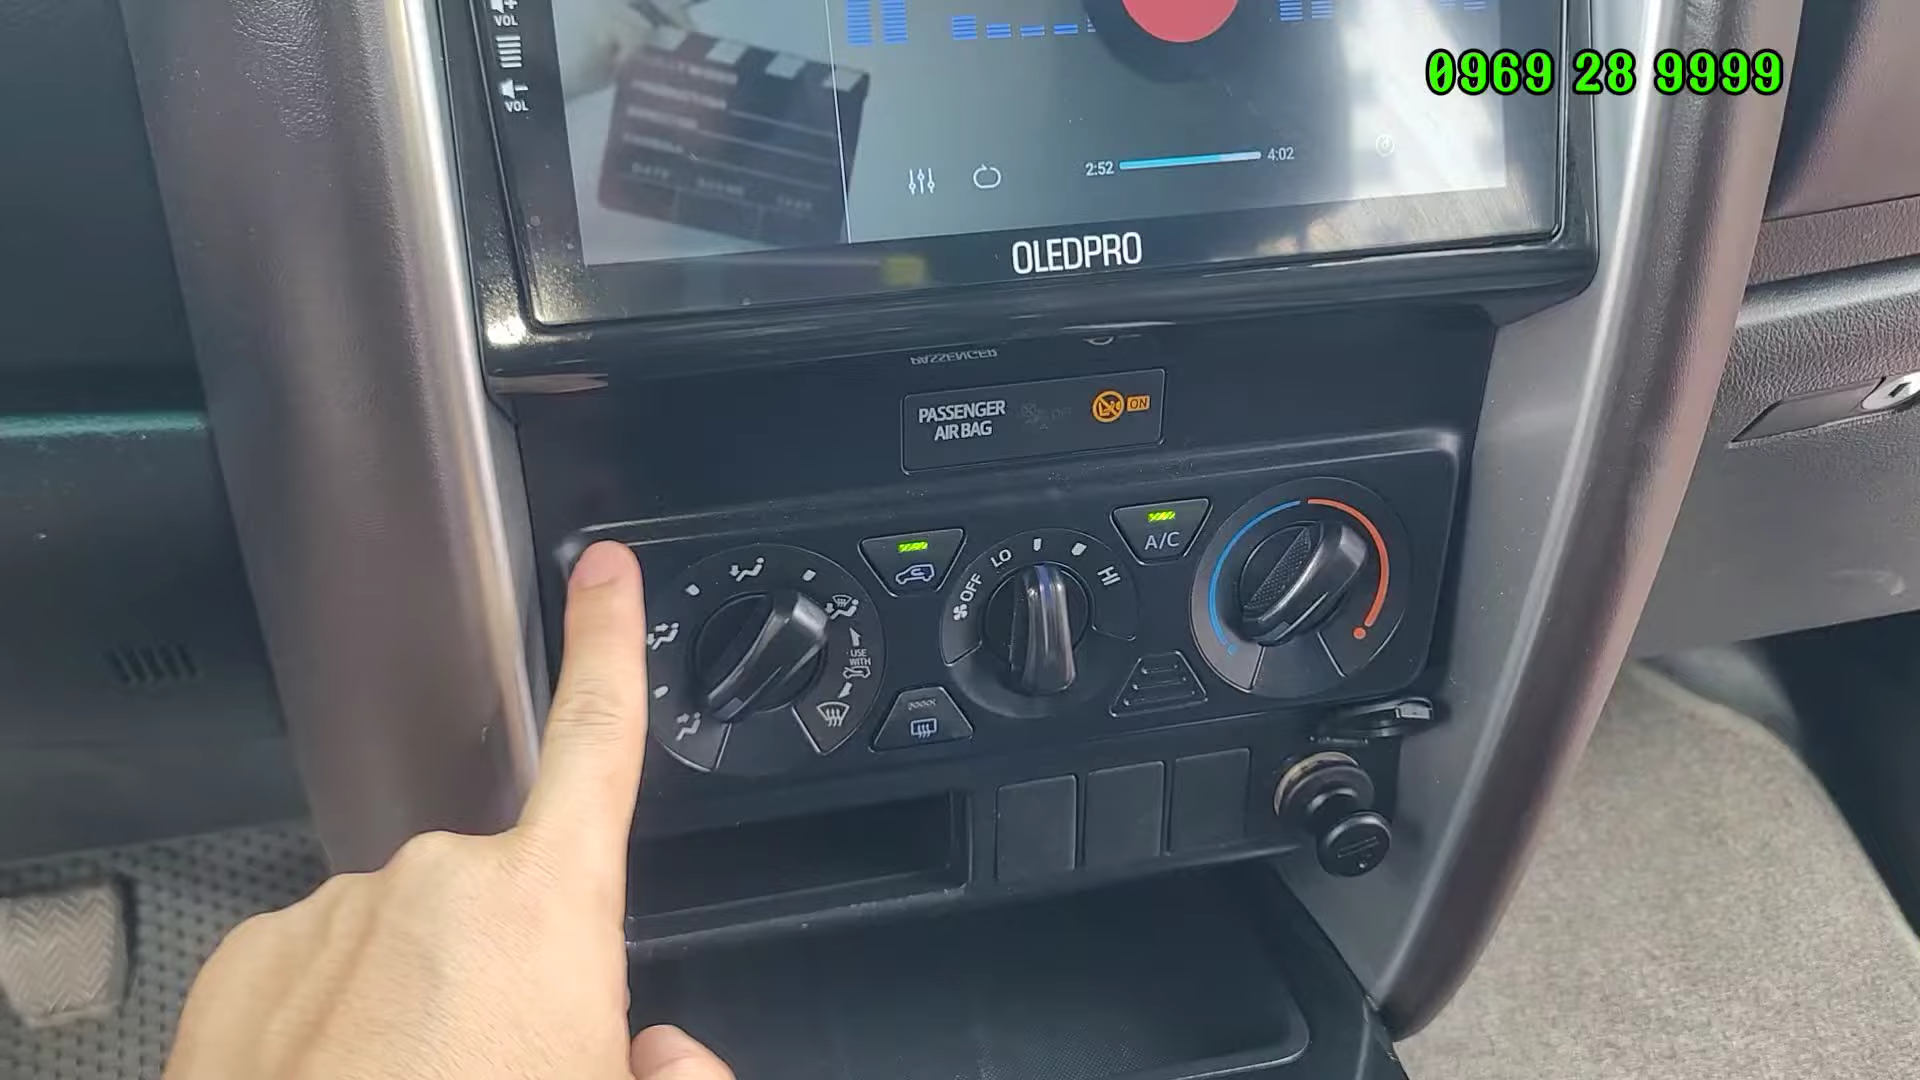 VOL
VOL
0969 28 9999
2:52
4:02
OLEDPRO
PASSENGER
AIR BAG
OFF
ON
OFF
LO
HI
A/C
USE
WITH